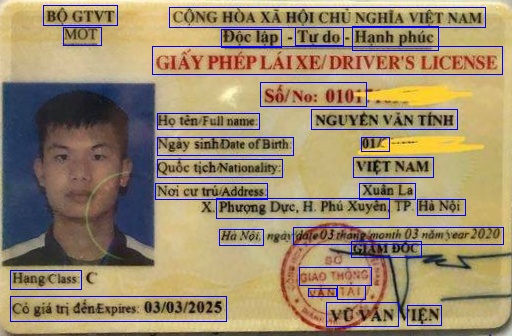 BỘ GTVT
MOT
CỘNG HÒA XÃ HỘI CHỦ NGHĨA VIỆT NAM
Độc lập - Tự do - Hạnh phúc
GIẤY PHÉP LÁI XE/ DRIVER'S LICENSE
Số/No: 0101
Họ tên/Full name: NGUYỄN VĂN TÍNH
Ngày sinh/Date of Birth: 01/
Quốc tịch/Nationality: VIỆT NAM
Nơi cư trú/Address: Xuân La
X. Phượng Dực, H. Phú Xuyên, TP. Hà Nội
Hà Nội, ngày/date 03 tháng/month 03 năm/year 2020
GIÁM ĐỐC
Hạng/Class: C
SỞ
GIAO THÔNG
VẬN TẢI
Có giá trị đến/Expires: 03/03/2025
VŨ VĂN VIỆN